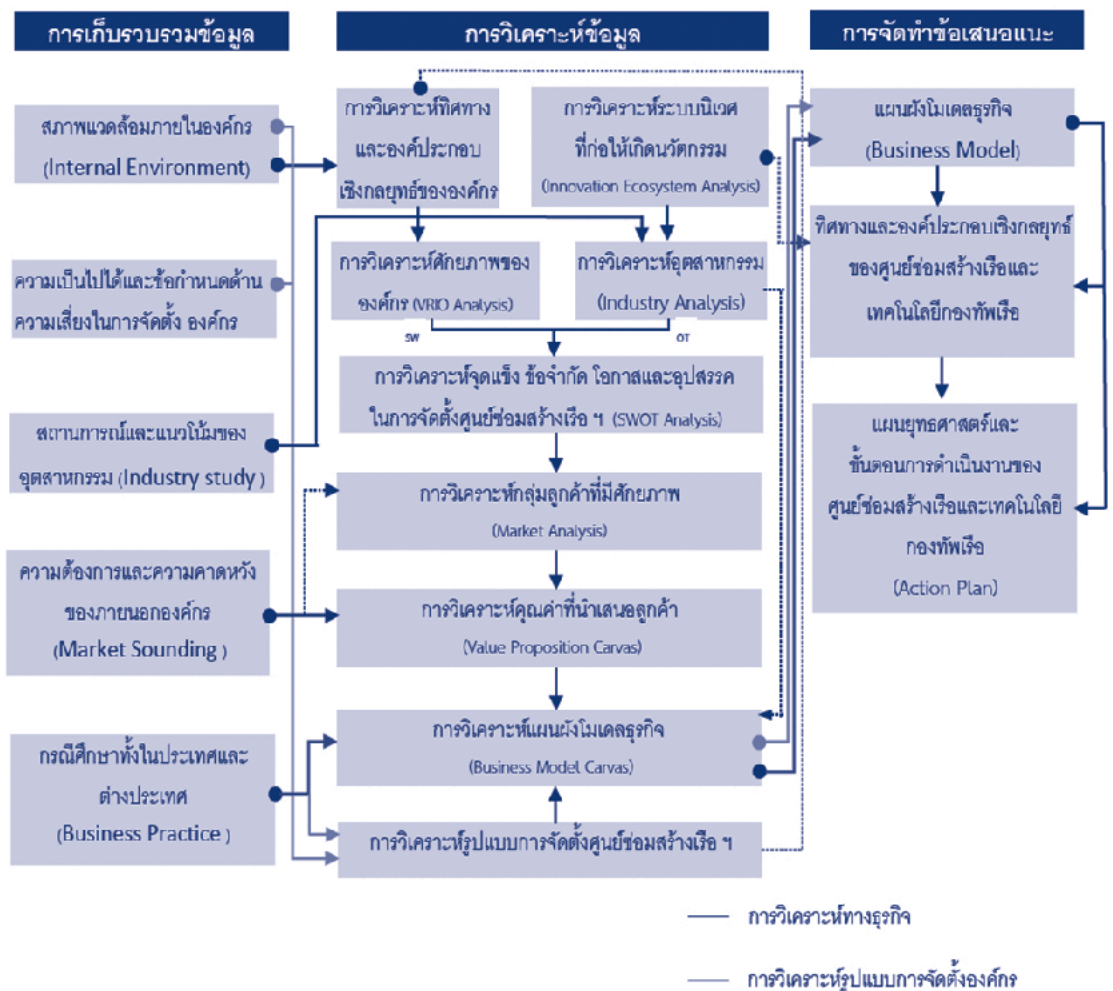 การเก็บรวบรวมข้อมูล
การวิเคราะห์ข้อมูล
การจัดทำข้อเสนอแนะ
สภาพแวดล้อมภายในองค์กร
(Internal Environment)
ความเป็นไปได้และข้อกำหนดด้าน
ความเสี่ยงในการจัดตั้ง องค์กร
สถานการณ์และแนวโน้มของ
อุตสาหกรรม (Industry study )
ความต้องการและความคาดหวัง
ของภายนอกองค์กร
(Market Sounding )
กรณีศึกษาทั้งในประเทศและ
ต่างประเทศ
(Business Practice )
การวิเคราะห์ทิศทาง
และองค์ประกอบ
เชิงกลยุทธ์ขององค์กร
การวิเคราะห์ระบบนิเวศ
ที่ก่อให้เกิดนวัตกรรม
(Innovation Ecosystem Analysis)
การวิเคราะห์ศักยภาพของ
องค์กร (VRIO Analysis)
การวิเคราะห์อุตสาหกรรม
(Industry Analysis)
SW
OT
การวิเคราะห์จุดแข็ง ข้อจำกัด โอกาสและอุปสรรค
ในการจัดตั้งศูนย์ซ่อมสร้างเรือ ฯ (SWOT Analysis)
การวิเคราะห์กลุ่มลูกค้าที่มีศักยภาพ
(Market Analysis)
การวิเคราะห์คุณค่าที่นำเสนอลูกค้า
(Value Proposition Carvas)
การวิเคราะห์แผนผังโมเดลธุรกิจ
(Business Model Carvas)
การวิเคราะห์รูปแบบการจัดตั้งศูนย์ซ่อมสร้างเรือ ฯ
แผนผังโมเดลธุรกิจ
(Business Model)
ทิศทางและองค์ประกอบเชิงกลยุทธ์
ของศูนย์ซ่อมสร้างเรือและ
เทคโนโลยีกองทัพเรือ
แผนยุทธศาสตร์และ
ขั้นตอนการดำเนินงานของ
ศูนย์ซ่อมสร้างเรือและเทคโนโลยี
กองทัพเรือ
(Action Plan)
การวิเคราะห์ทางธุรกิจ
การวิเคราะห์รูปแบบการจัดตั้งองค์กร